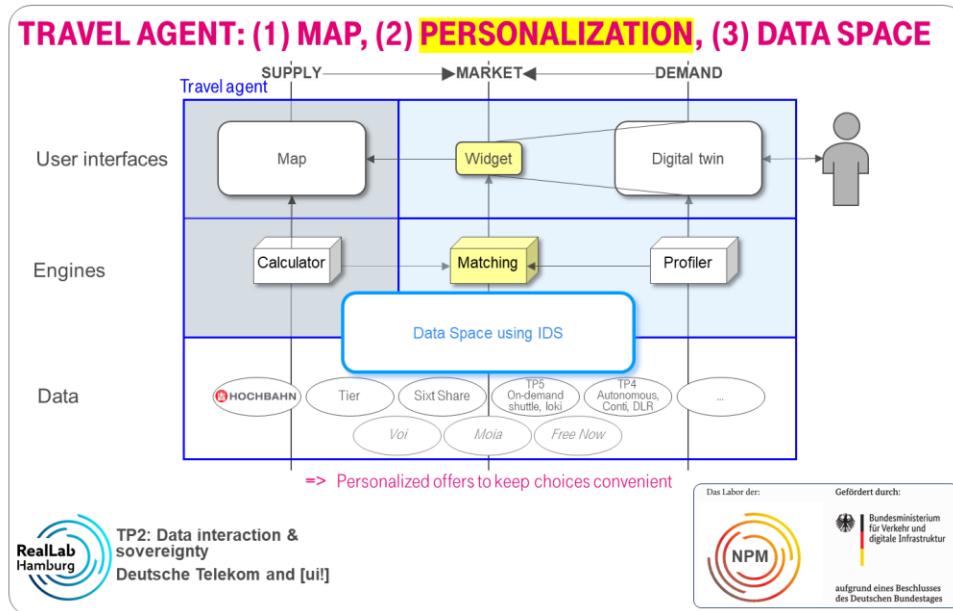 TRAVEL AGENT: (1) MAP, (2) PERSONALIZATION, (3) DATA SPACE
SUPPLY MARKET DEMAND
Travel agent
User interfaces
Map
Widget
Digital twin
Engines
Calculator
Matching
Profiler
Data Space using IDS
Data
HOCHBAHN
Tier
Sixt Share
TP5
On-demand
shuttle, Ioki
TP4
Autonomous,
Conti, DLR
...
Voi
Moia
Free Now
=> Personalized offers to keep choices convenient
RealLab
Hamburg
TP2: Data interaction &
sovereignty
Deutsche Telekom and [ui!]
Das Labor der:
NPM
Gefördert durch:
Bundesministerium
für Verkehr und
digitale Infrastruktur
aufgrund eines Beschlusses
des Deutschen Bundestages